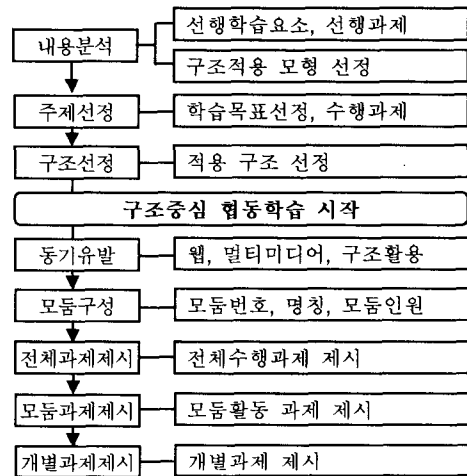 내용분석
선행학습요소, 선행과제
구조적용 모형 선정
주제선정
학습목표선정, 수행과제
구조선정
적용 구조 선정
구조중심 협동학습 시작
동기유발
웹, 멀티미디어, 구조활용
모둠구성
모둠번호, 명칭, 모둠인원
전체과제제시
전체수행과제 제시
모둠과제제시
모둠활동 과제 제시
개별과제제시
개별과제 제시